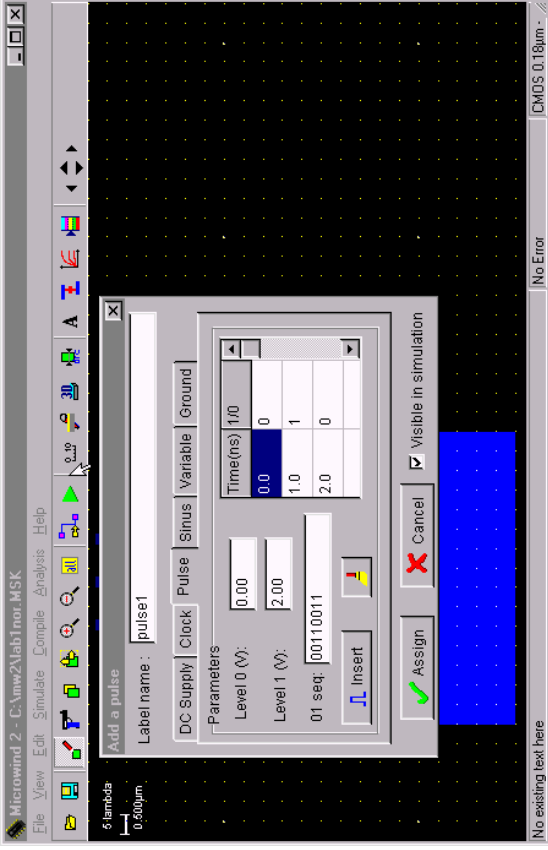 Microwind 2 - C:\mw2\lab1nor.MSK
File View Edit Simulate Compile Analysis Help
5 lambda
0.500µm
Add a pulse
Label name : pulse1
DC Supply Clock Pulse Sinus Variable Ground
Parameters
Level 0 (V): 0.00
Level 1 (V): 2.00
01 seq: 00110011
Insert
Time(ns) 1/0
0.0 0
1.0 1
2.0 0
Assign Cancel Visible in simulation
No existing text here No Error CMOS 0.18µm -